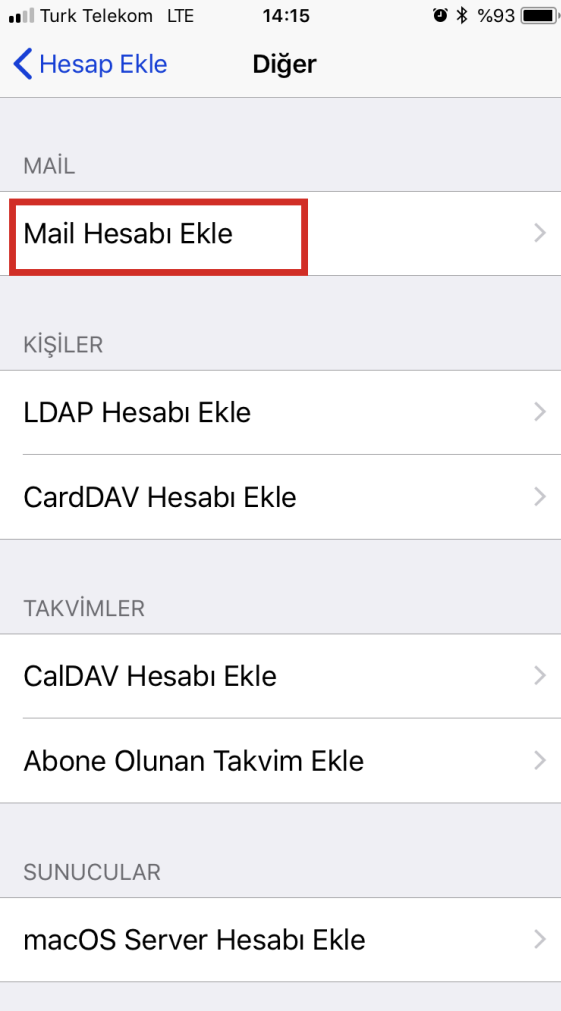 Turk Telekom LTE 14:15 %93
Hesap Ekle Diğer
MAİL
Mail Hesabı Ekle
KİŞİLER
LDAP Hesabı Ekle
CardDAV Hesabı Ekle
TAKVİMLER
CalDAV Hesabı Ekle
Abone Olunan Takvim Ekle
SUNUCULAR
macOS Server Hesabı Ekle